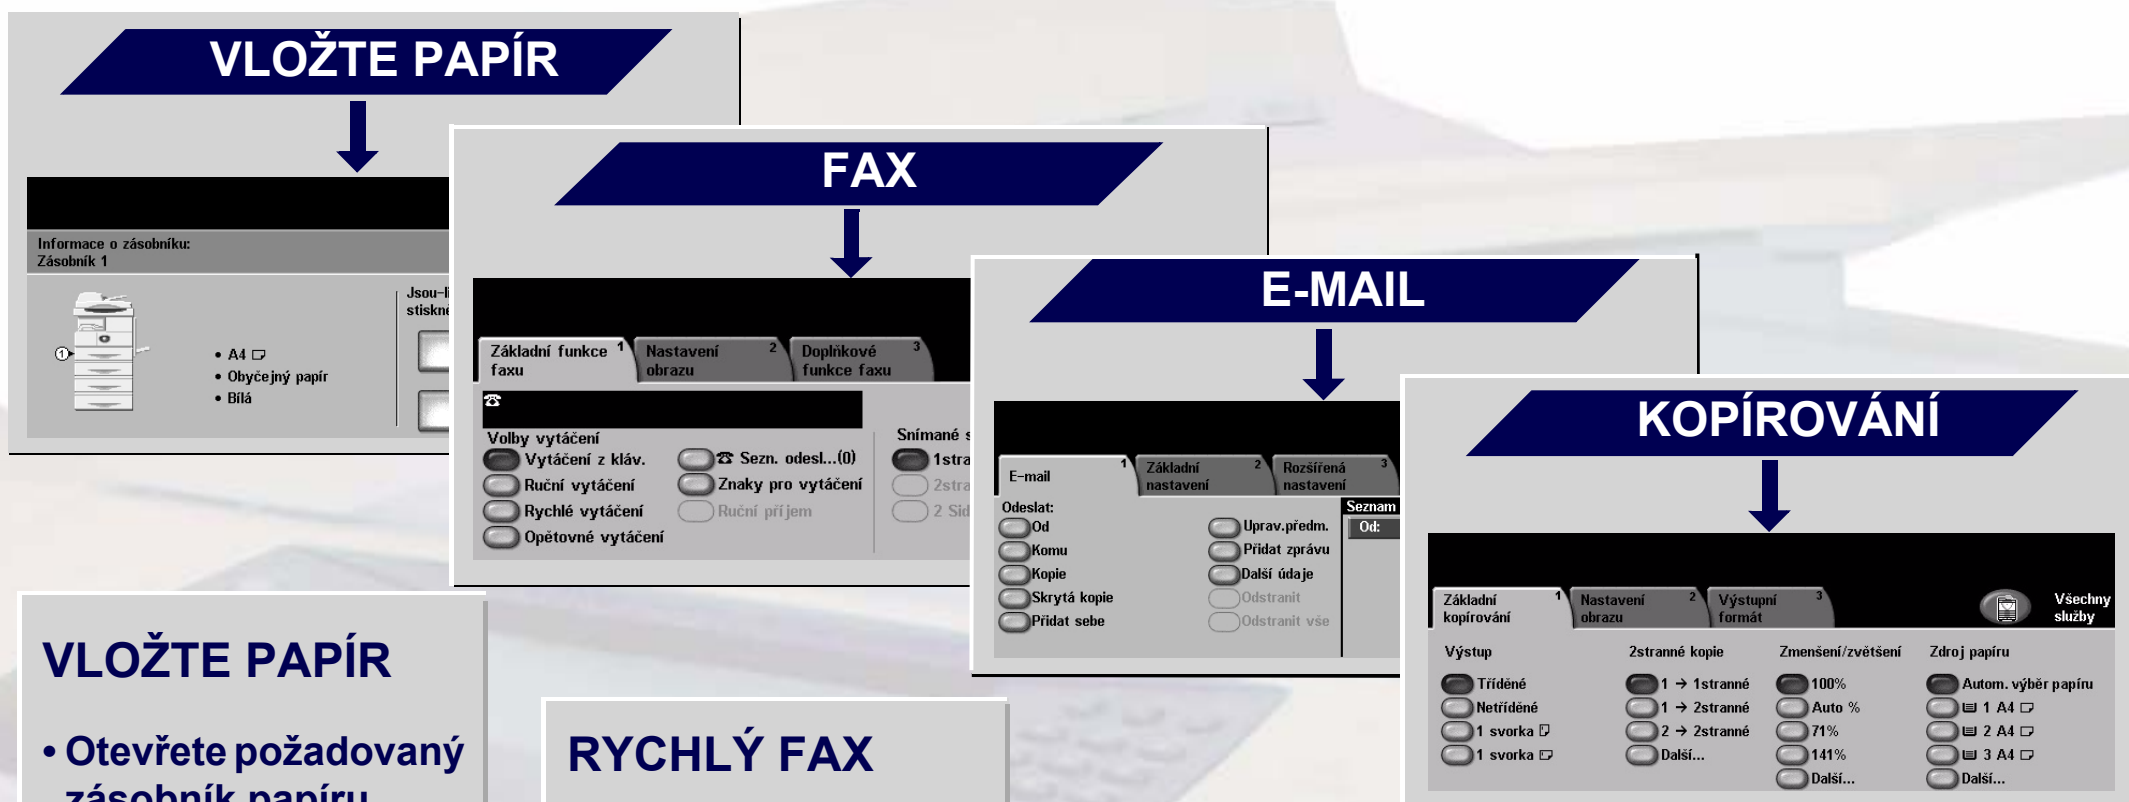 VLOŽTE PAPÍR
Informace o zásobníku:
Zásobník 1
1
• A4
• Obyčejný papír
• Bílá
Jsou-li
FAX
Základní funkce 1
faxu
Nastavení 2
obrazu
Doplňkové 3
funkce faxu
Volby vytáčení
Vytáčení z kláv.
Ruční vytáčení
Rychlé vytáčení
Opětovné vytáčení
Sezn. odesl...(0)
Znaky pro vytáčení
Ruční příjem
Snímané
2 Sid
E-MAIL
E-mail 1
Základní 2
nastavení
Rozšířená 3
nastavení
Odeslat:
Od
Komu
Kopie
Skrytá kopie
Přidat sebe
Uprav.předm.
Přidat zprávu
Další údaje
Odstranit
Odstranit vše
Seznam
Od:
KOPÍROVÁNÍ
Základní 1
kopírování
Nastavení 2
obrazu
Výstupní 3
formát
Všechny
služby
Výstup
Tříděné
Netříděné
1 svorka
1 svorka
2stranné kopie
1 → 1stranné
1 → 2stranné
2 → 2stranné
Další...
Zmenšení/zvětšení
100%
Auto %
71%
141%
Další...
Zdroj papíru
Autom. výběr papíru
1 A4
2 A4
3 A4
Další...
VLOŽTE PAPÍR
• Otevřete požadovaný
zásobník papíru
RYCHLÝ FAX